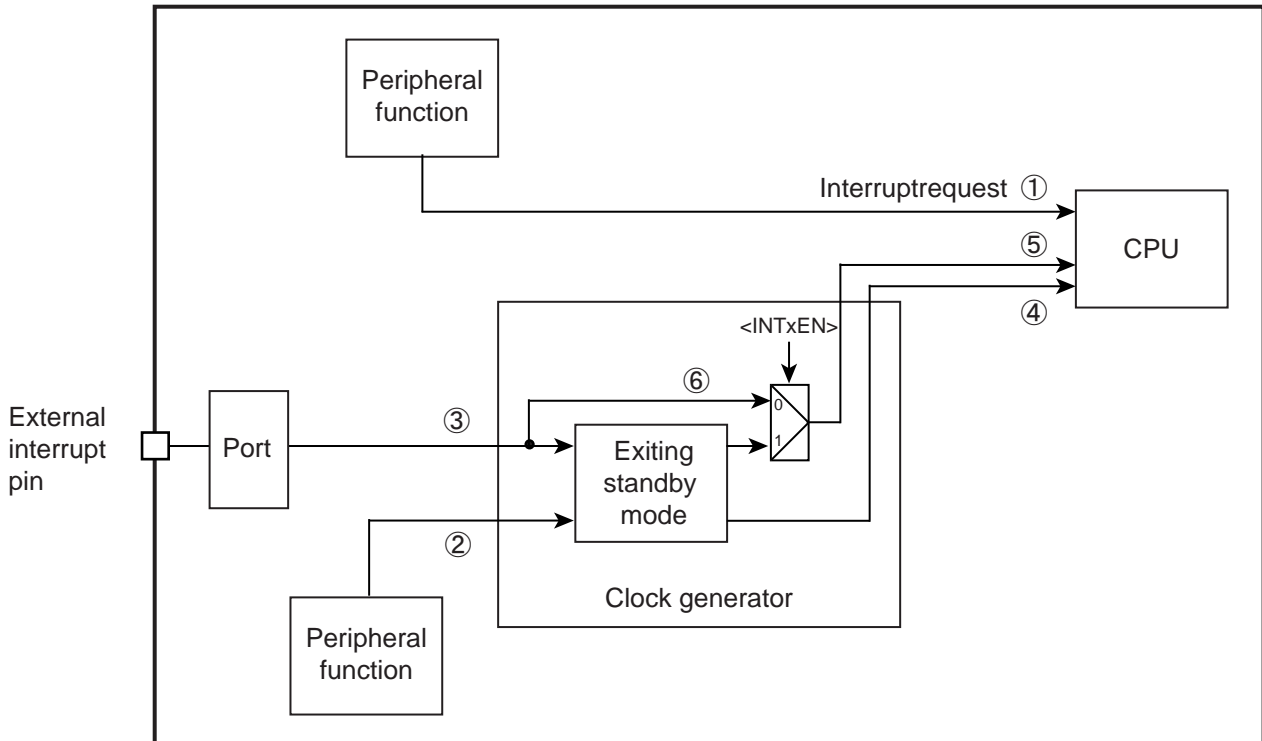 Peripheral
function
Interruptrequest ①
CPU
⑤
④
<INTxEN>
⑥
0
1
External
interrupt
pin
Port
③
Exiting
standby
mode
②
Clock generator
Peripheral
function